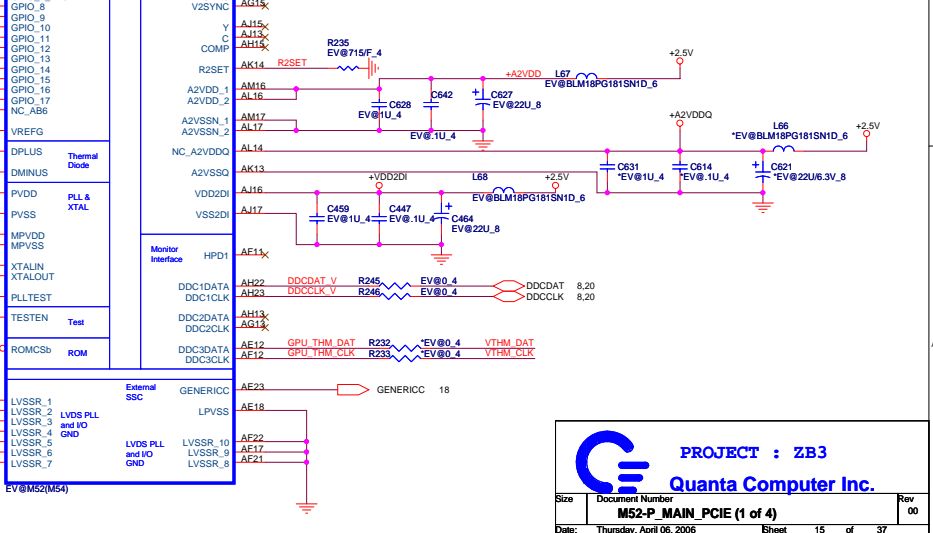 GPIO_8
GPIO_9
GPIO_10
GPIO_11
GPIO_12
GPIO_13
GPIO_14
GPIO_15
GPIO_16
GPIO_17
NC_AB6
VREFG
DPLUS
DMINUS
Thermal
Diode
PVDD
PVSS
PLL &
XTAL
MPVDD
MPVSS
XTALIN
XTALOUT
PLLTEST
TESTEN
Test
ROMCSb
ROM
LVSSR_1
LVSSR_2
LVSSR_3
LVSSR_4
LVSSR_5
LVSSR_6
LVSSR_7
LVDS PLL
and I/O
GND
EV@M52(M54)
V2SYNC AG15
Y AJ15
C AJ13
COMP AH15
R2SET AK14 R2SET
R235
EV@715/F_4
A2VDD_1 AM16
A2VDD_2 AL16
A2VSSN_1 AM17
A2VSSN_2 AL17
+A2VDD
L67
EV@BLM18PG181SN1D_6
+2.5V
C628
EV@1U_4
C642
EV@.1U_4
C627
EV@22U_8
NC_A2VDDQ AL14
A2VSSQ AK13
+A2VDDQ
L66
*EV@BLM18PG181SN1D_6
+2.5V
C631
*EV@1U_4
C614
*EV@.1U_4
C621
*EV@22U/6.3V_8
VDD2DI AJ16
VSS2DI AJ17
+VDD2DI
L68
EV@BLM18PG181SN1D_6
+2.5V
C459
EV@1U_4
C447
EV@.1U_4
C464
EV@22U_8
Monitor
Interface
HPD1 AF11
DDC1DATA AH22 DDCDAT_V R245 EV@0_4 DDCDAT 8,20
DDC1CLK AH23 DDCCLK_V R246 EV@0_4 DDCCLK 8,20
DDC2DATA AH13
DDC2CLK AG13
DDC3DATA AE12 GPU_THM_DAT R232 *EV@0_4 VTHM_DAT
DDC3CLK AF12 GPU_THM_CLK R233 *EV@0_4 VTHM_CLK
External
SSC
GENERICC AE23 GENERICC 18
LPVSS AE18
LVDS PLL
and I/O
GND
LVSSR_10 AF22
LVSSR_9 AF17
LVSSR_8 AF21
PROJECT : ZB3
Quanta Computer Inc.
Size Document Number Rev
M52-P_MAIN_PCIE (1 of 4) 00
Date: Thursday, April 06, 2006 Sheet 15 of 37